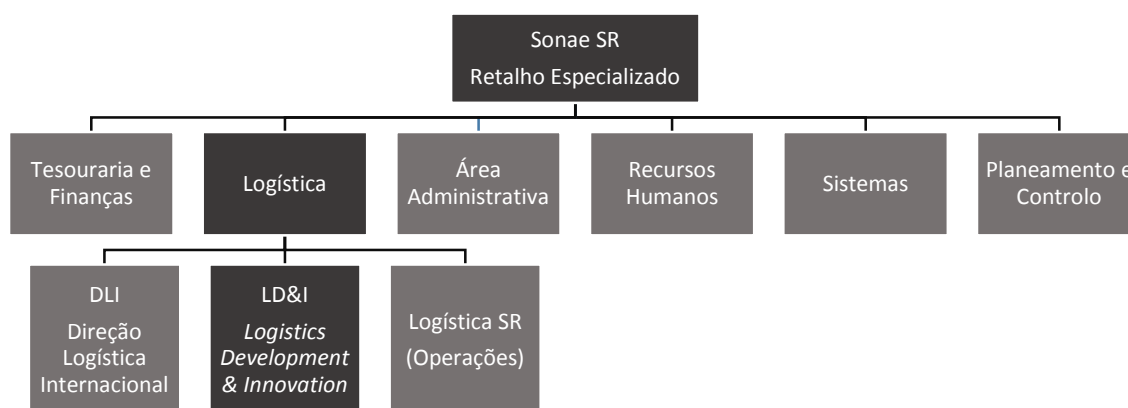 Sonae SR
Retalho Especializado
Tesouraria e
Finanças
Logística
Área
Administrativa
Recursos
Humanos
Sistemas
Planeamento e
Controlo
DLI
Direção
Logística
Internacional
LD&I
Logistics
Development
& Innovation
Logística SR
(Operações)